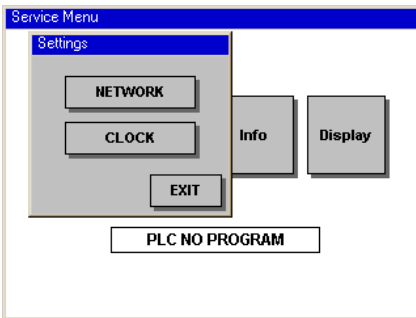 Service Menu
Settings
NETWORK
CLOCK
Info
Display
EXIT
PLC NO PROGRAM